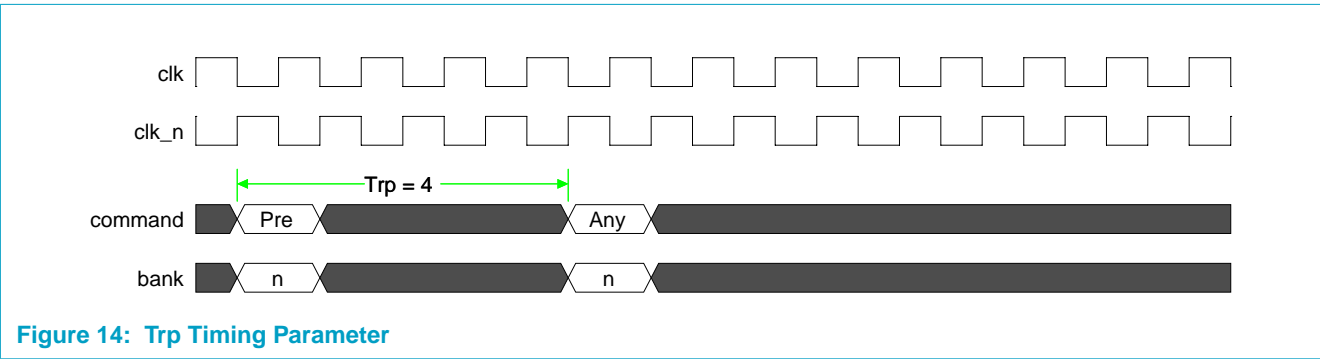 clk
clk_n
Trp = 4
command Pre Any
bank n n
Figure 14: Trp Timing Parameter